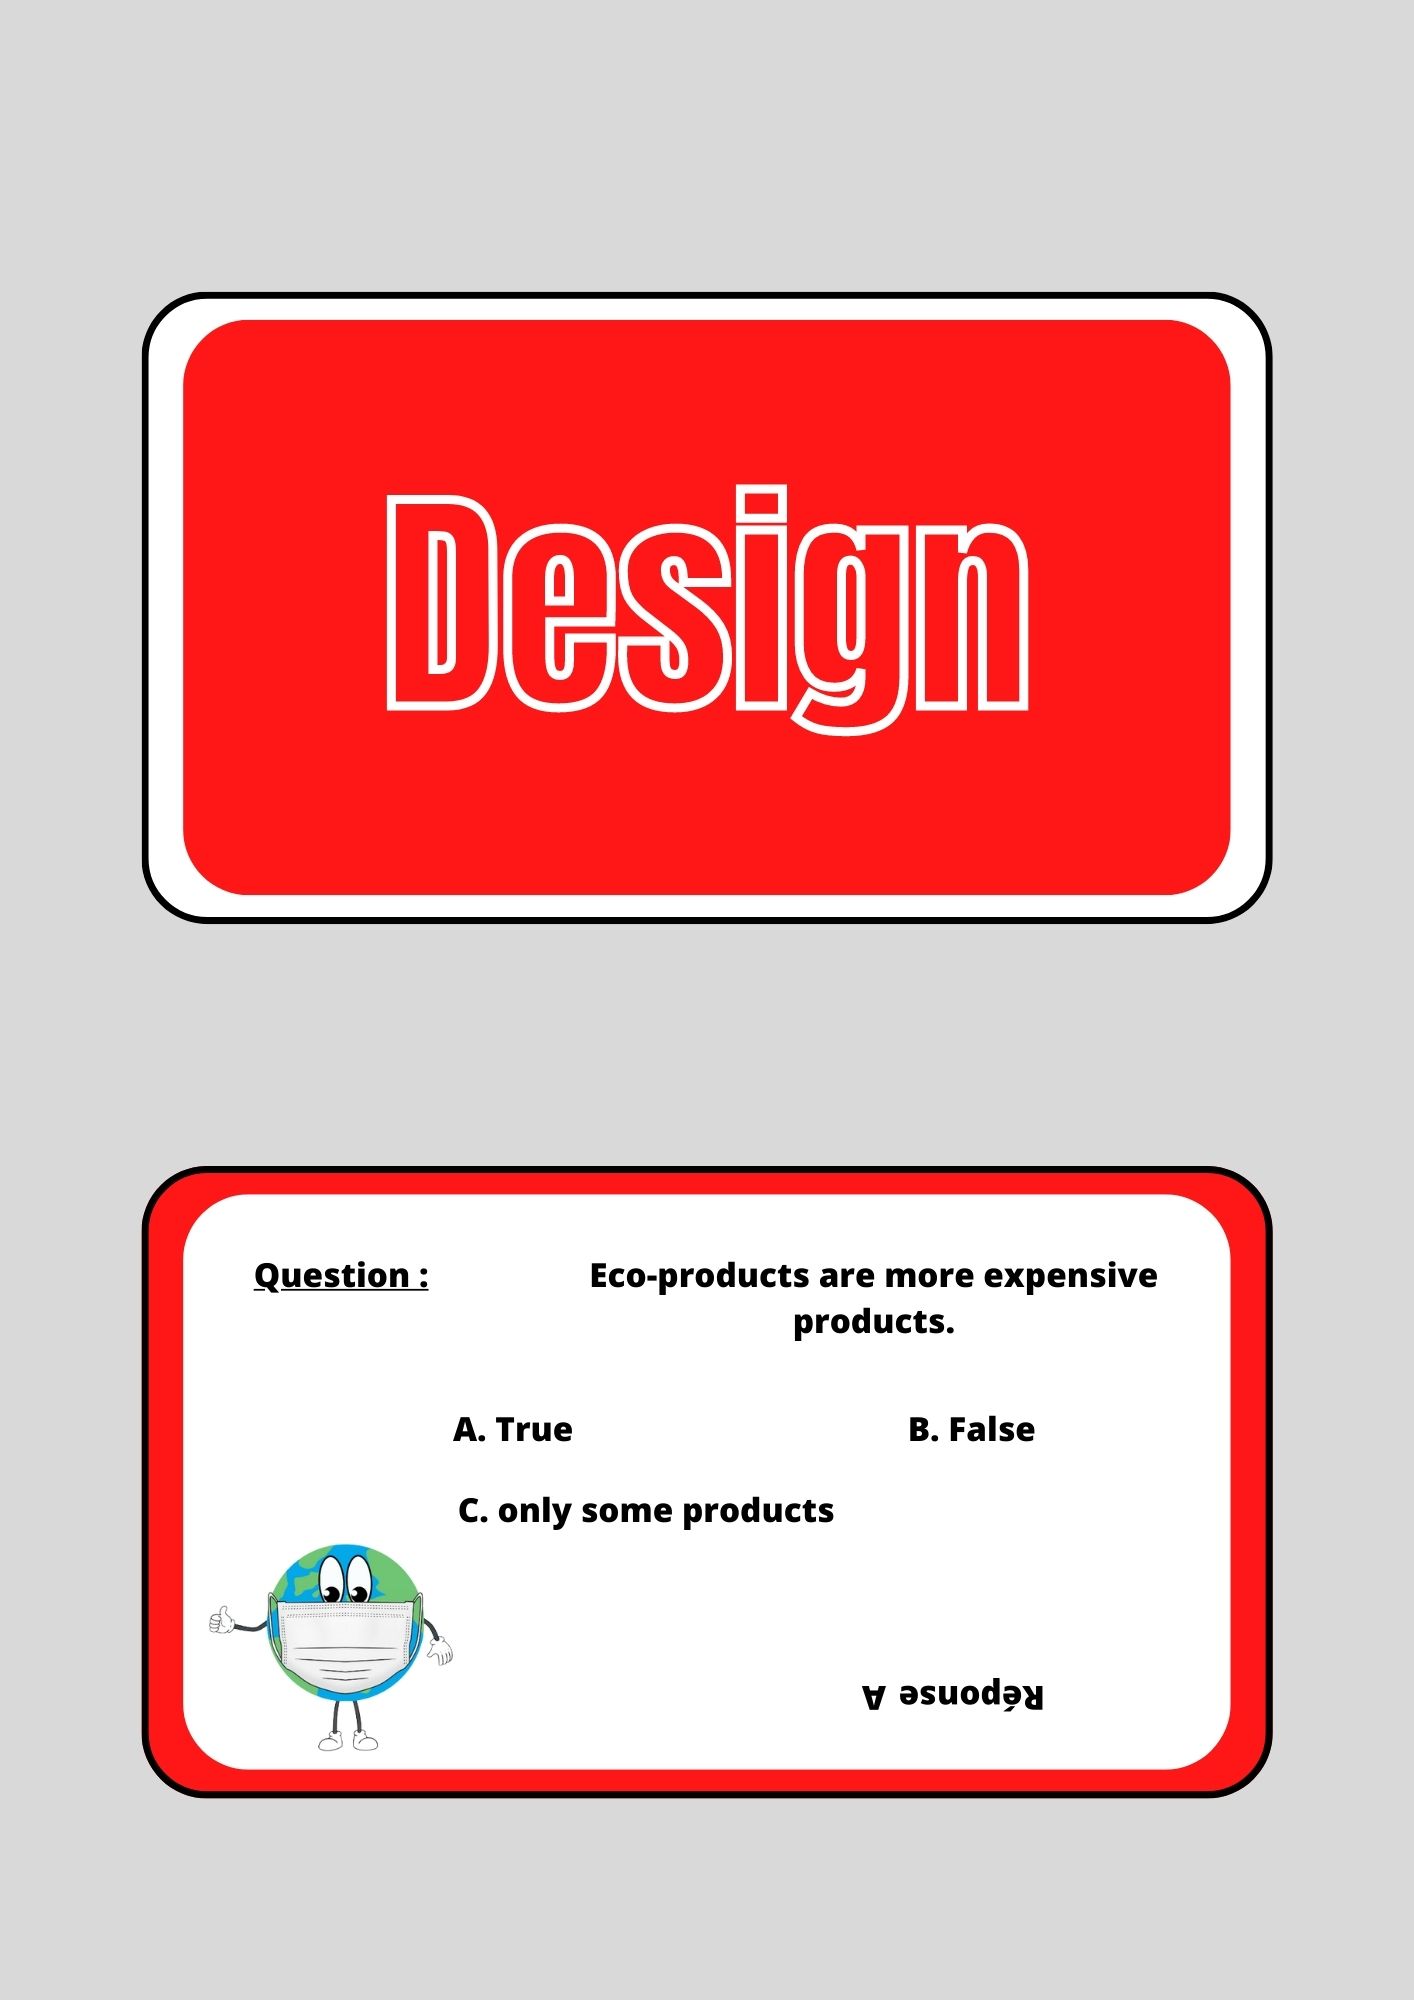 Design
Question :
Eco-products are more expensive
products.
A. True
B. False
C. only some products
Réponse A